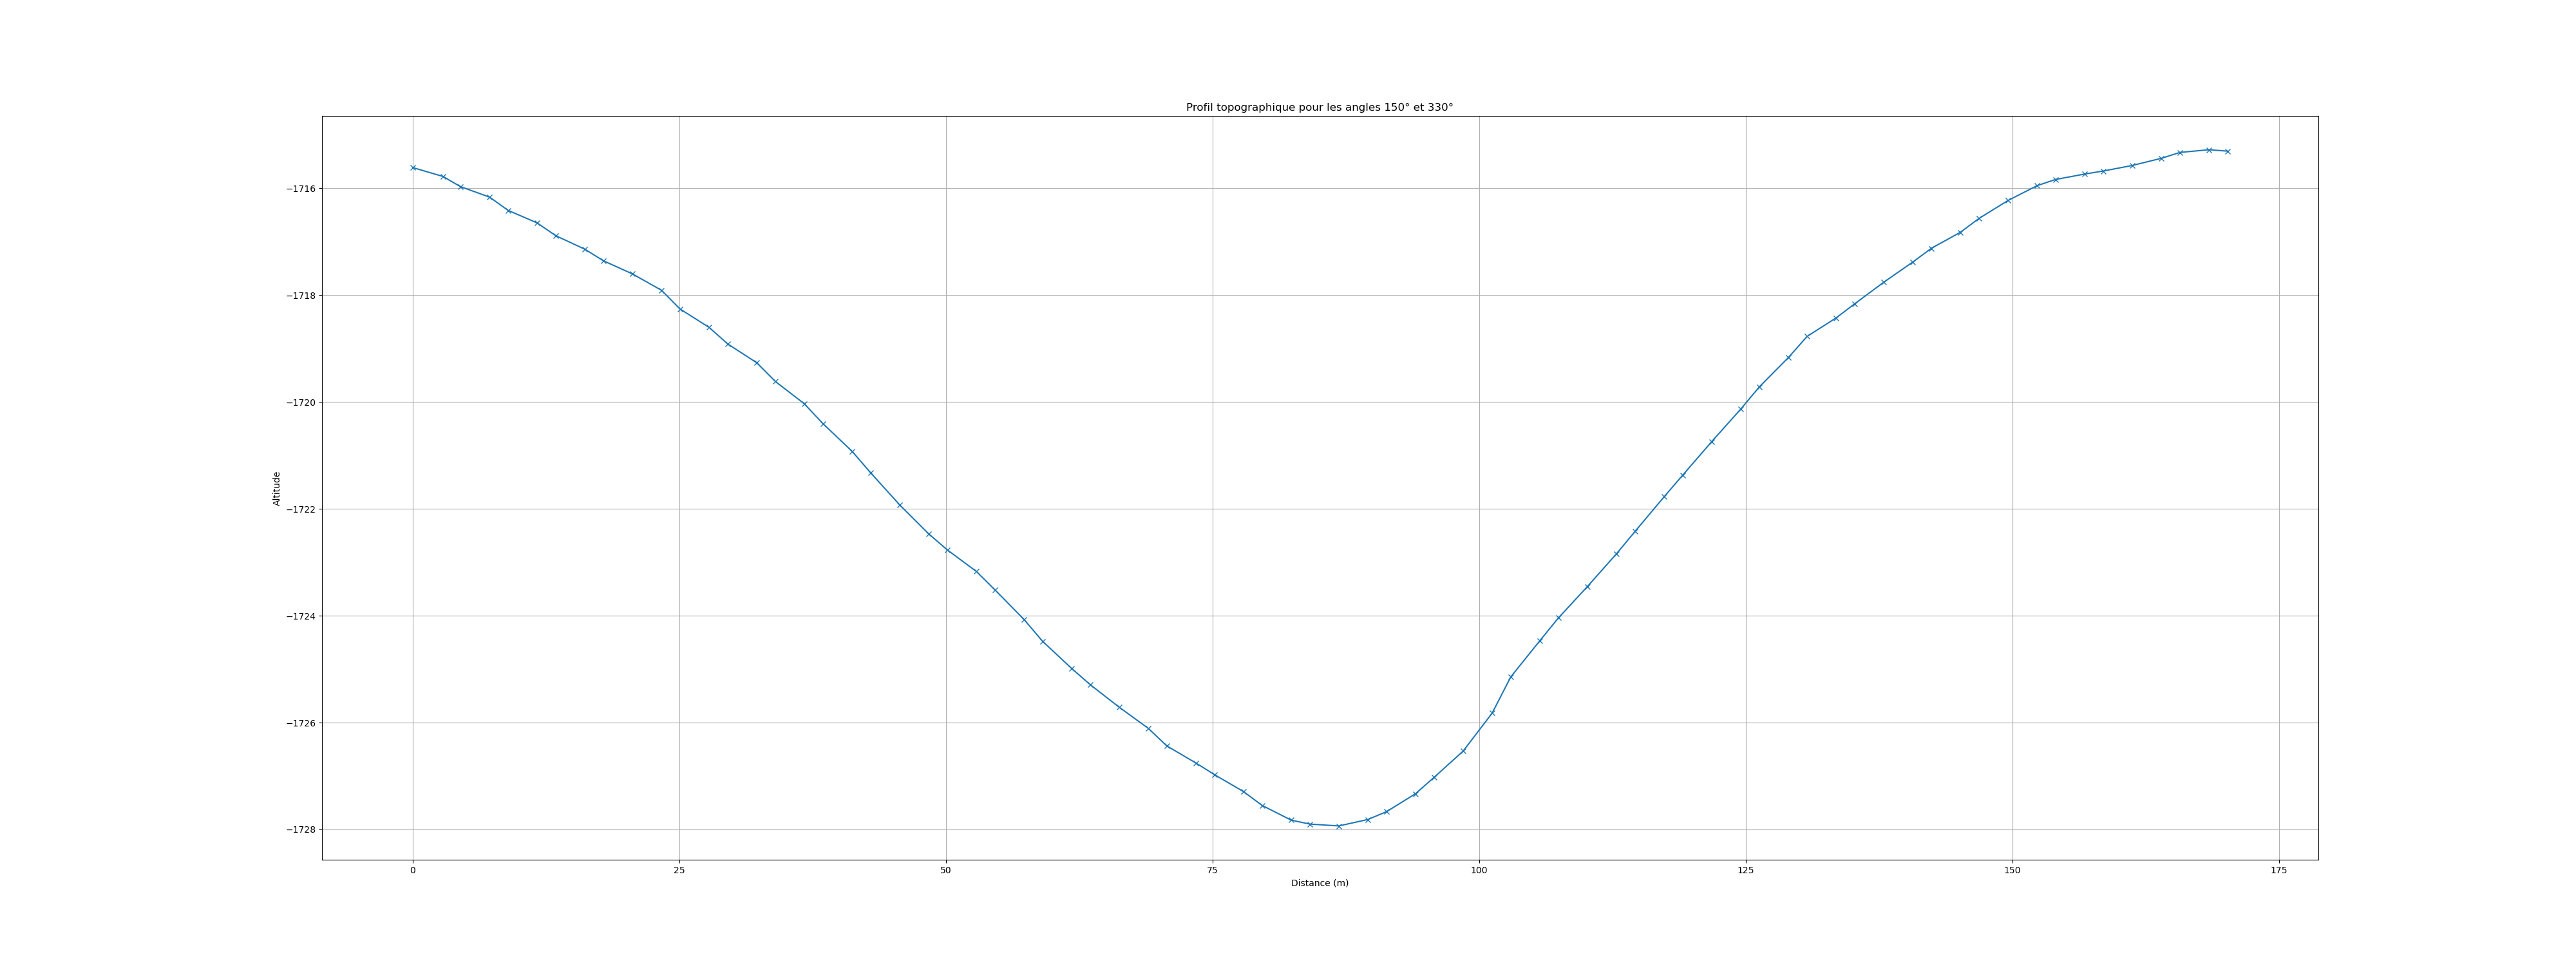 Profil topographique pour les angles 150° et 330°
Altitude
−1716
−1718
−1720
−1722
−1724
−1726
−1728
0 25 50 75 100 125 150 175
Distance (m)